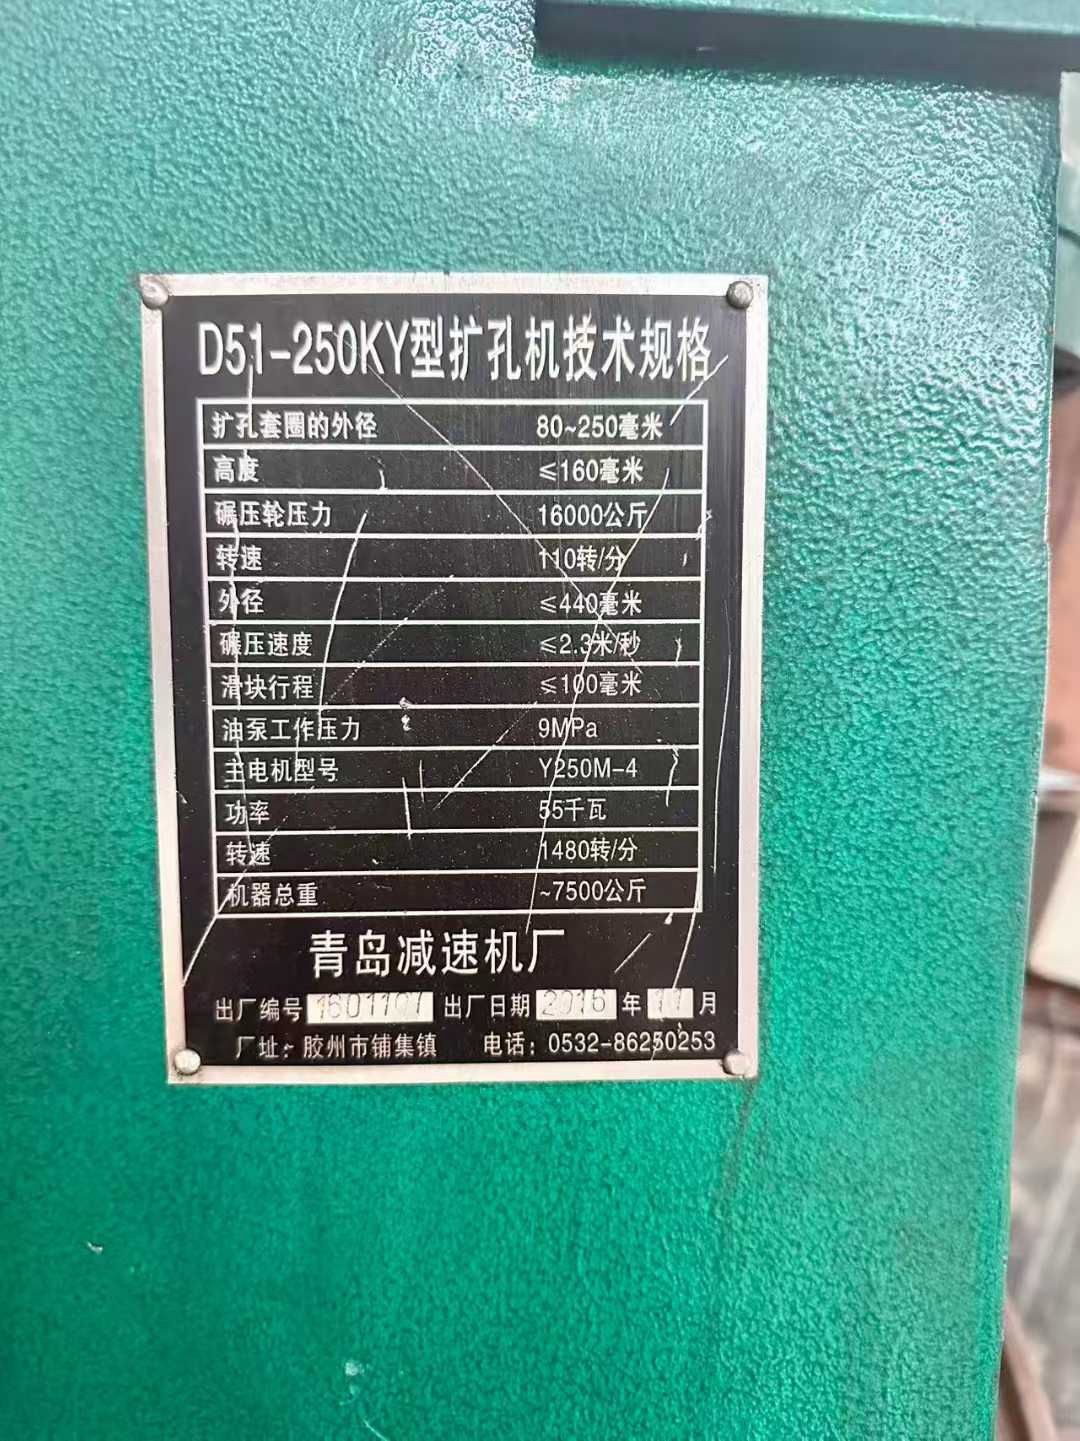 D51-250KY型扩孔机技术规格
扩孔套圈的外径 80~250毫米
高度 ≤160毫米
碾压轮压力 16000公斤
转速 110转/分
外径 ≤440毫米
碾压速度 ≤2.3米/秒
滑块行程 ≤100毫米
油泵工作压力 9MPa
主电机型号 Y250M-4
功率 55千瓦
转速 1480转/分
机器总重 ~7500公斤
青岛减速机厂
出厂编号 1601107 出厂日期 2016 年 11 月
厂址: 胶州市铺集镇 电话: 0532-86250253